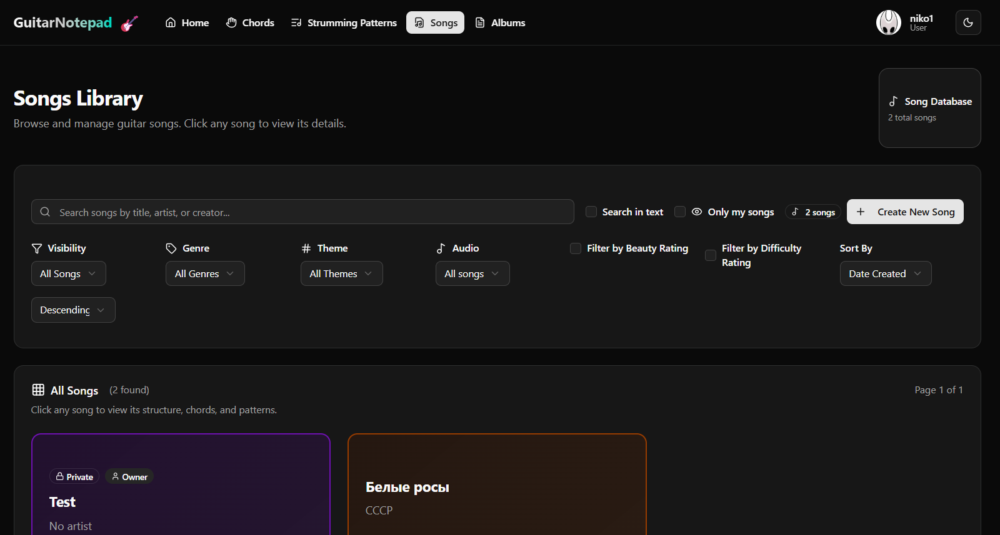 GuitarNotepad
Home
Chords
Strumming Patterns
Songs
Albums
niko1
User
Songs Library
Browse and manage guitar songs. Click any song to view its details.
Song Database
2 total songs
Search songs by title, artist, or creator...
Search in text
Only my songs
2 songs
Create New Song
Visibility
Genre
Theme
Audio
Filter by Beauty Rating
Filter by Difficulty
Rating
Sort By
All Songs
All Genres
All Themes
All songs
Date Created
Descending
All Songs
(2 found)
Page 1 of 1
Click any song to view its structure, chords, and patterns.
Private
Owner
Test
No artist
Белые росы
СССР